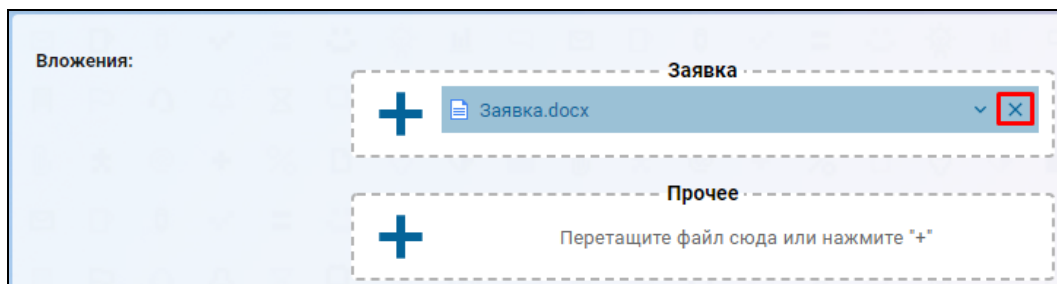 Вложения:
Заявка
Заявка.docx
Прочее
Перетащите файл сюда или нажмите "+"